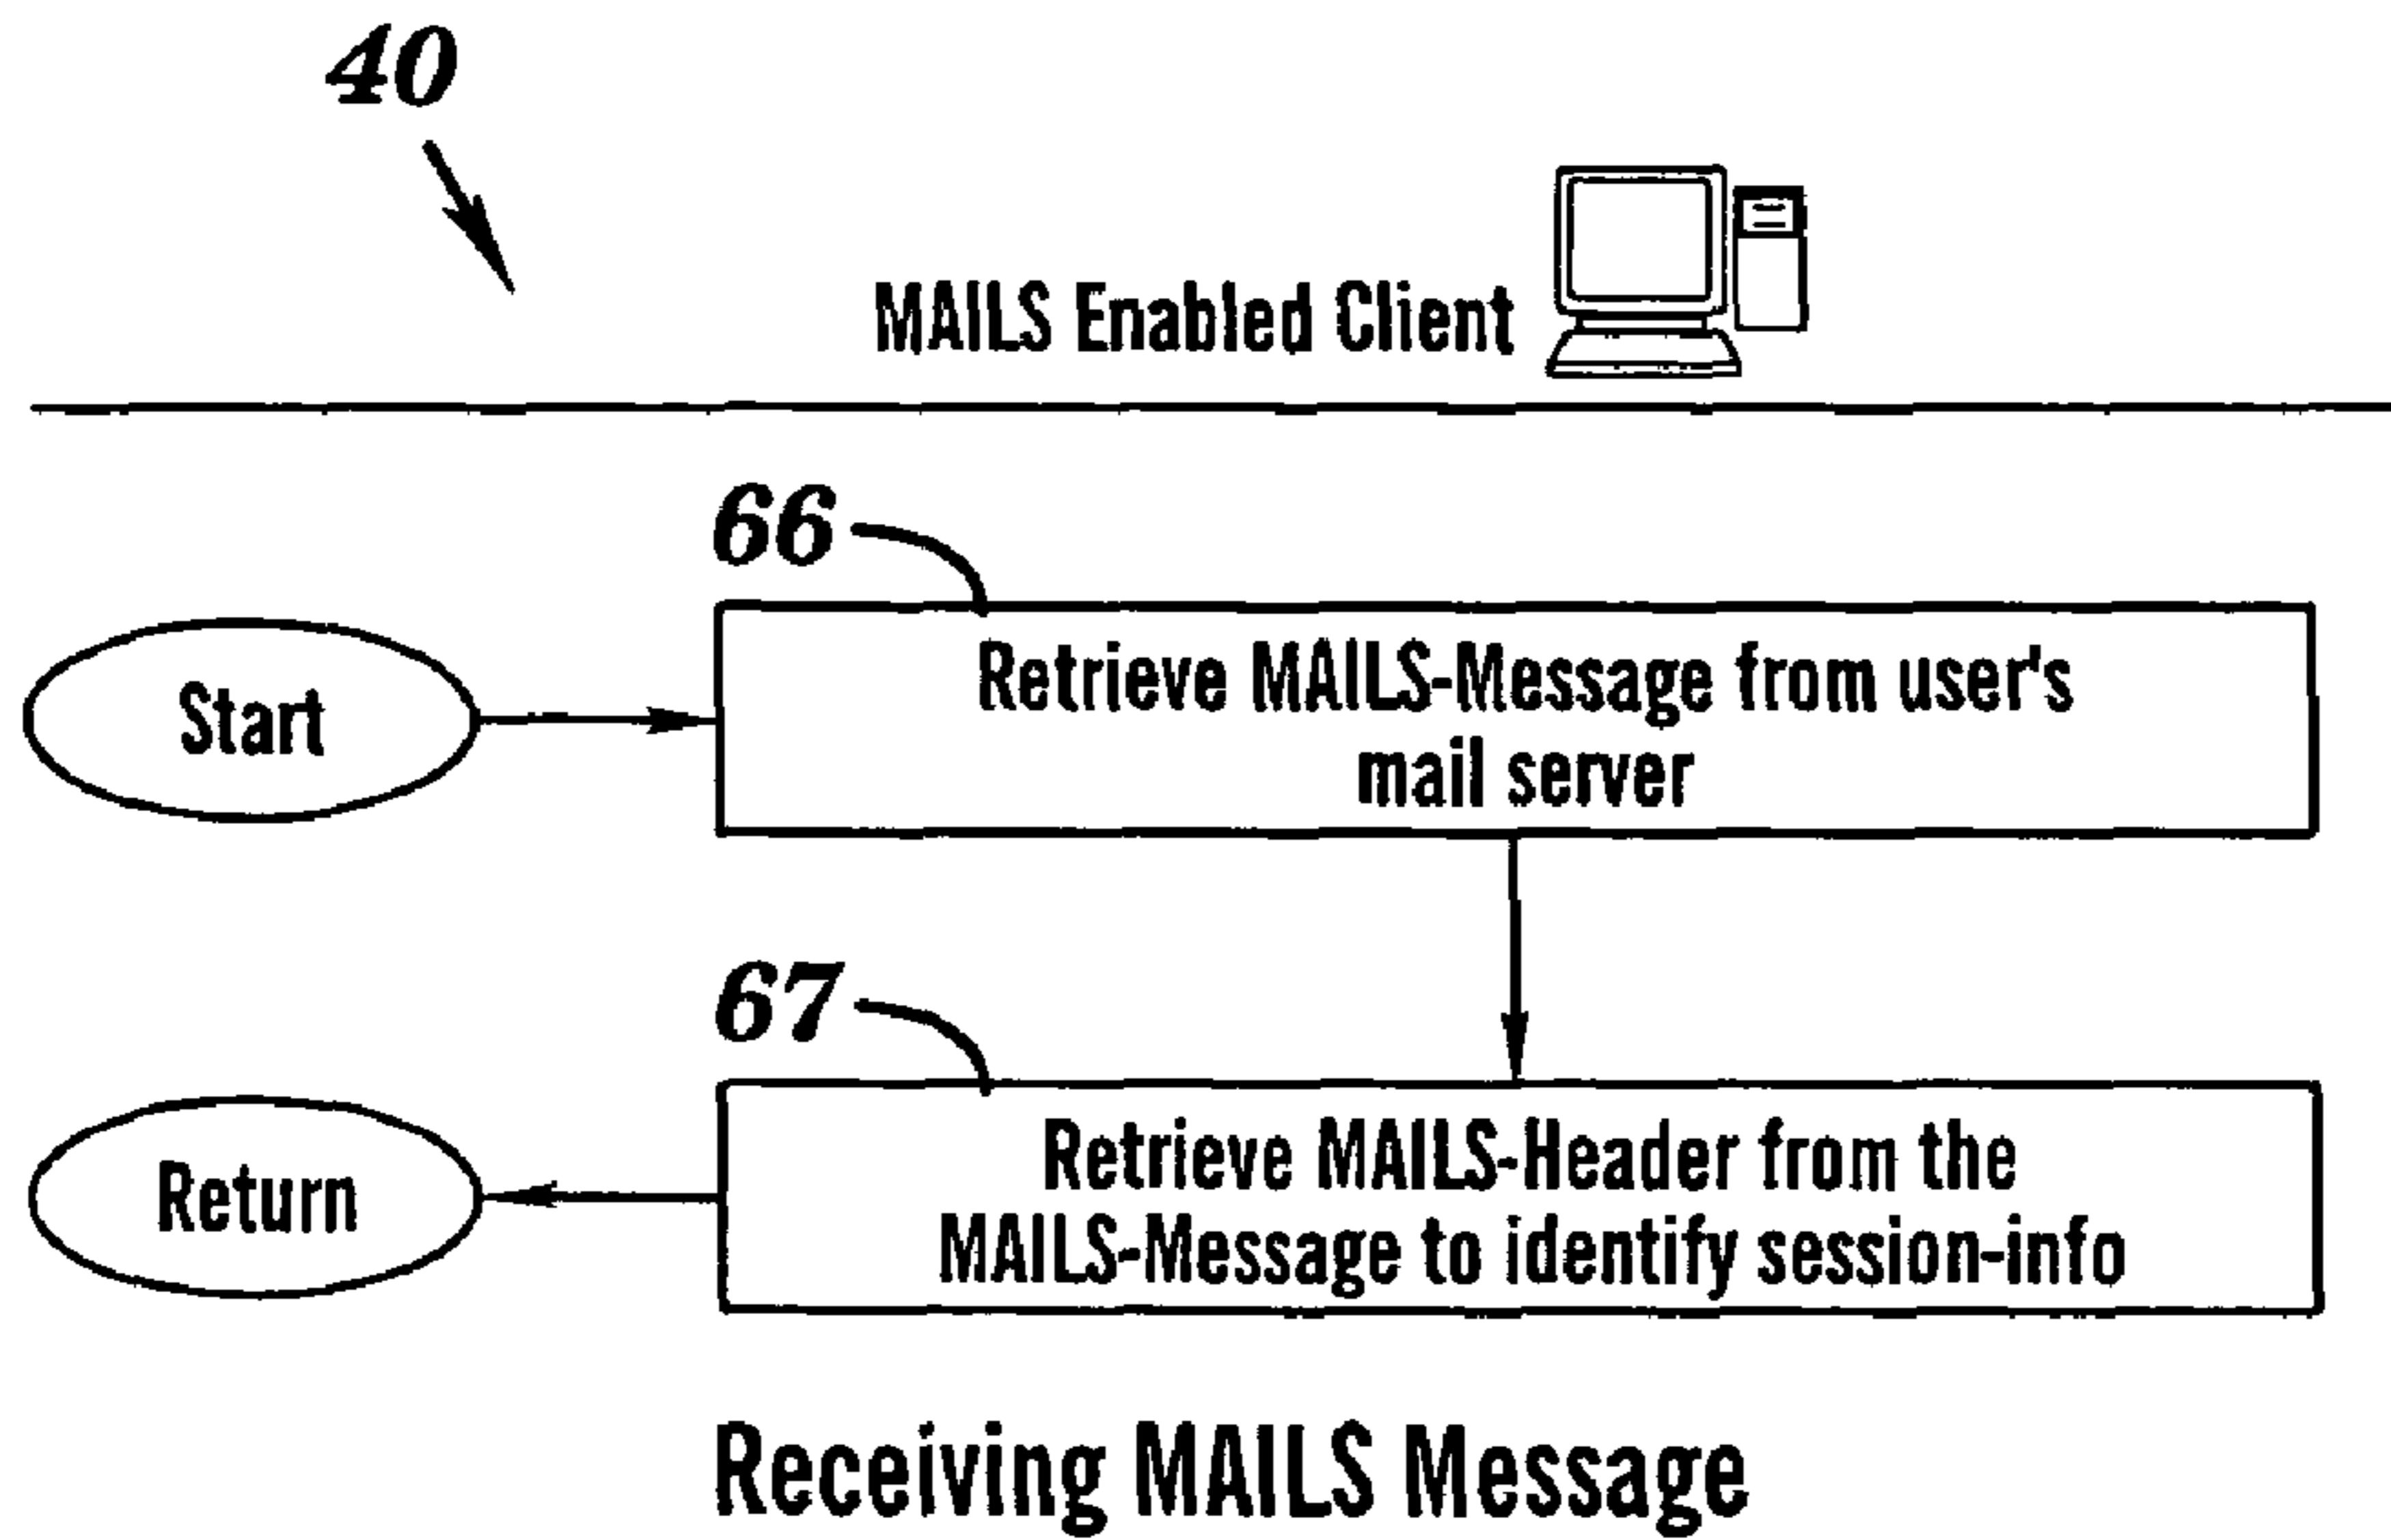 40
MAILS Enabled Client
66
Start
Retrieve MAILS-Message from user's
mail server
67
Return
Retrieve MAILS-Header from the
MAILS-Message to identify session-info
Receiving MAILS Message